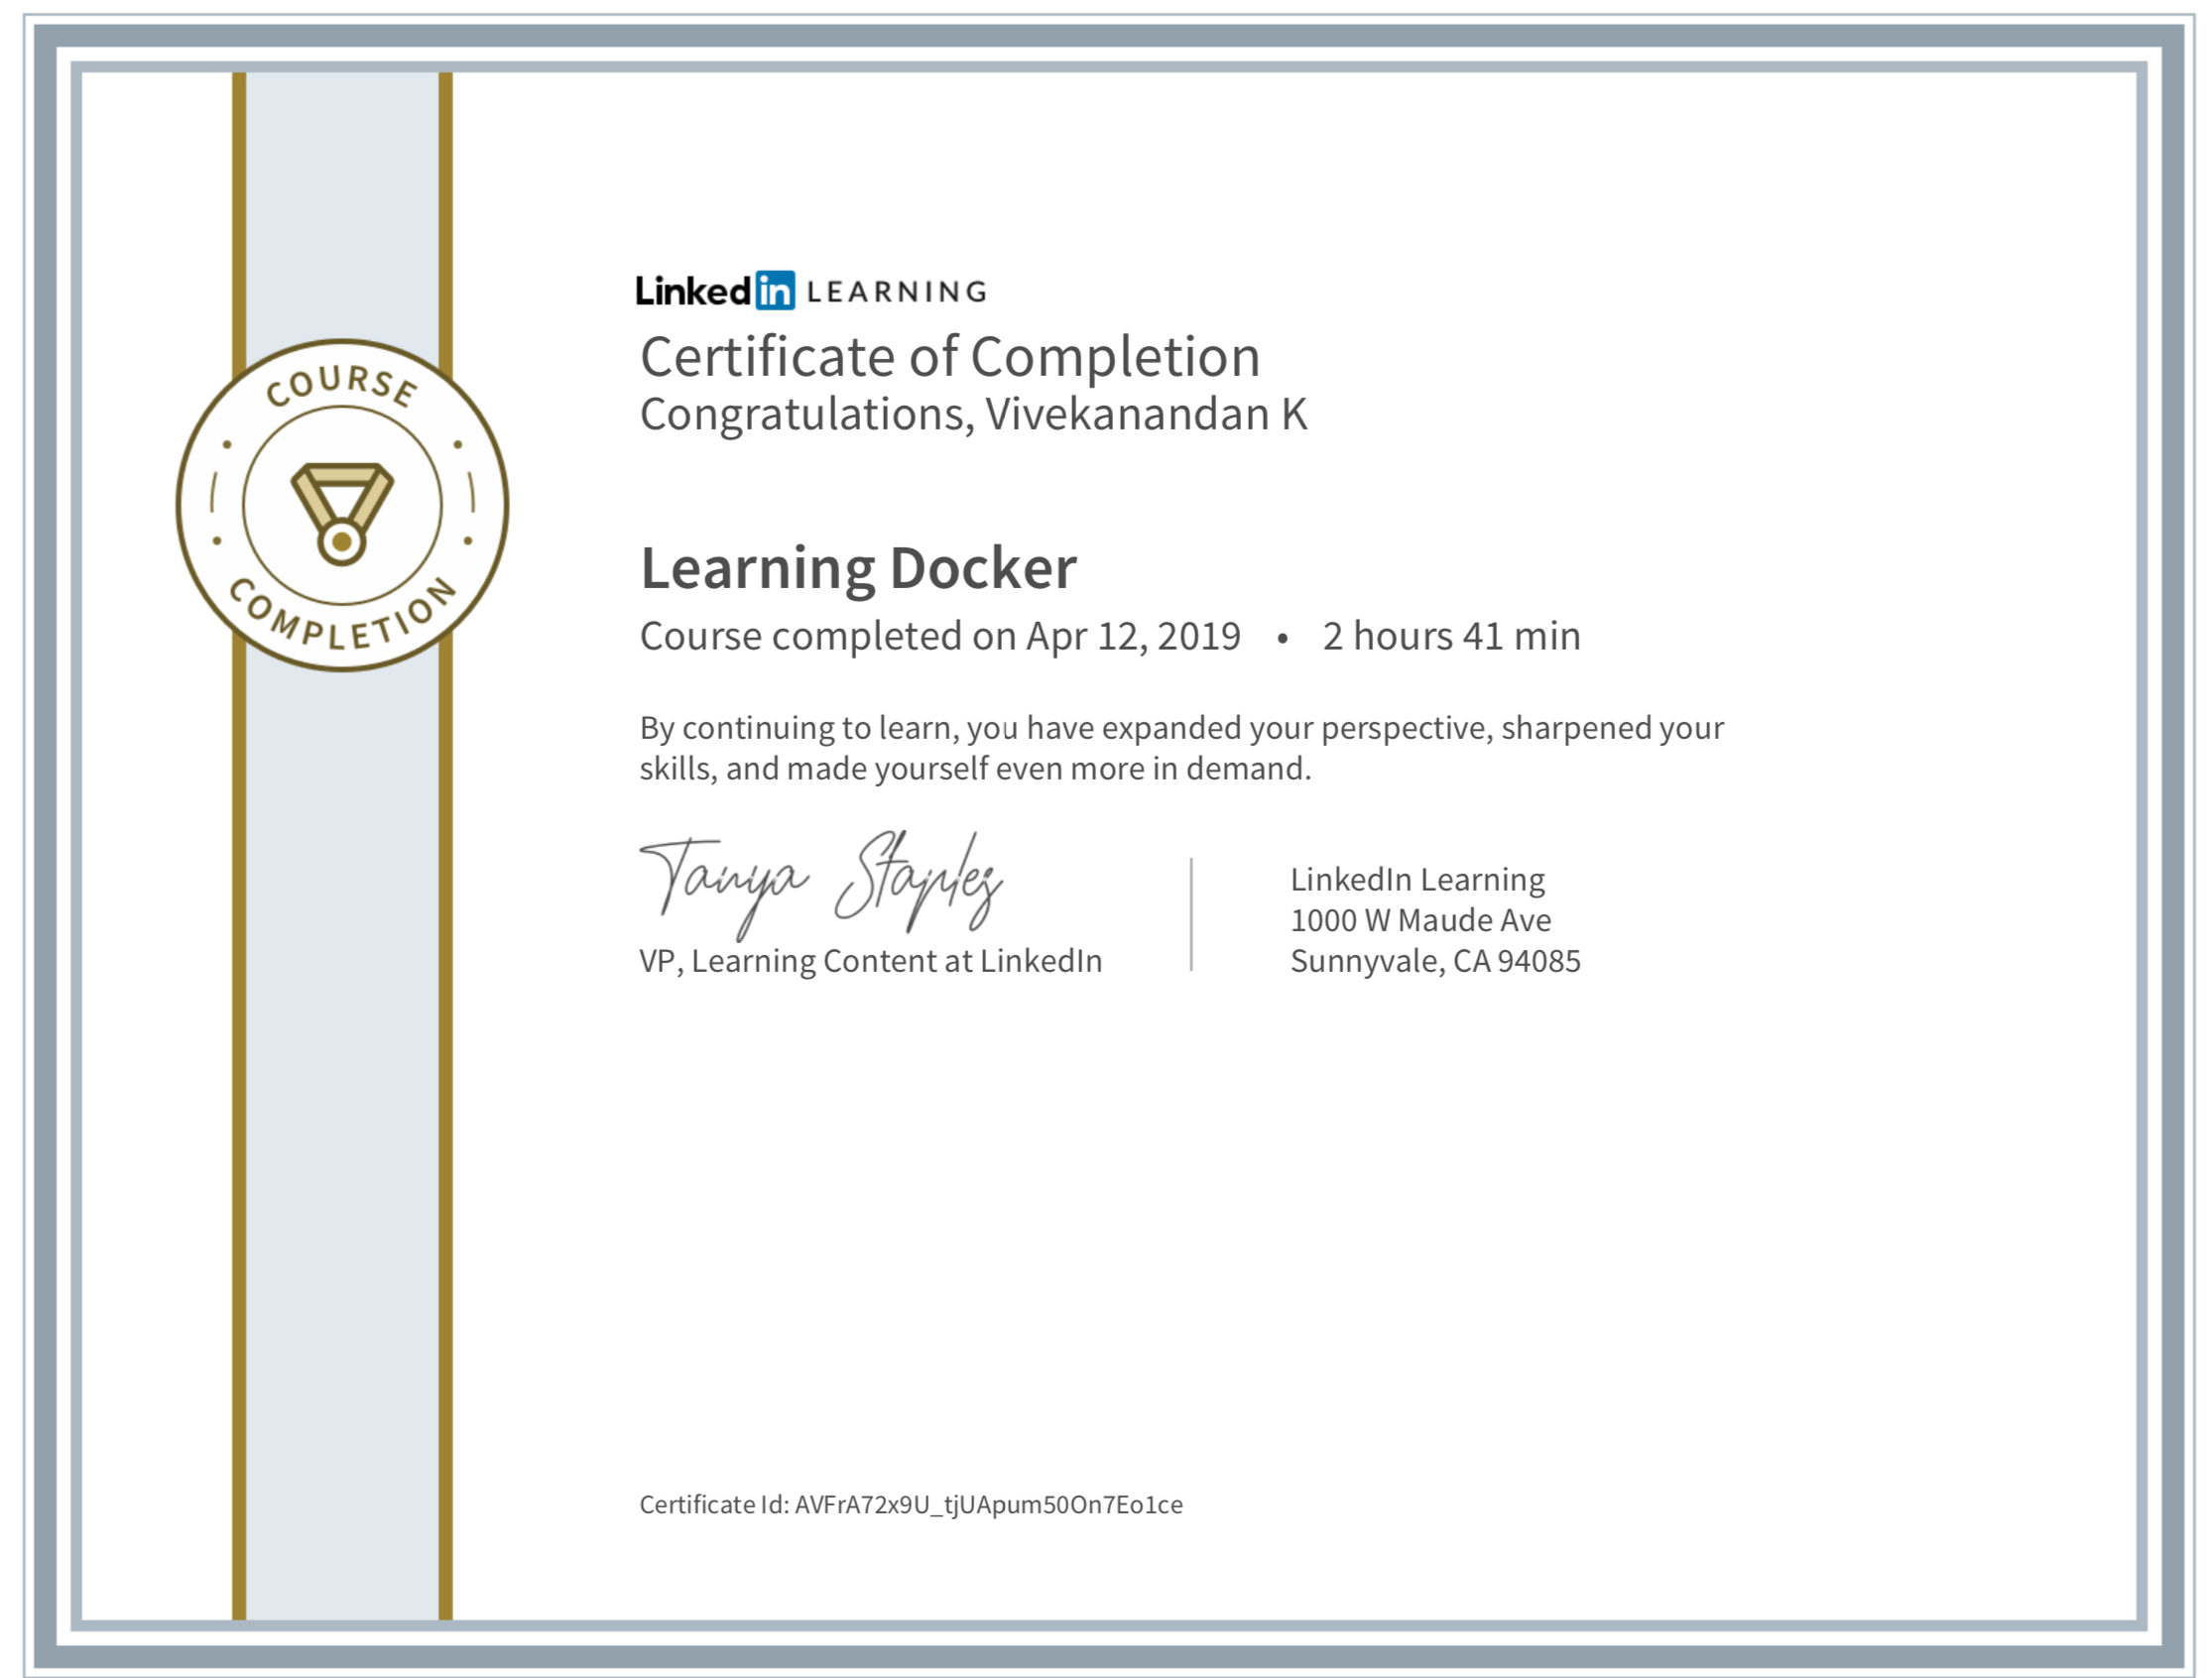 COURSE
COMPLETION
Linked in LEARNING
Certificate of Completion
Congratulations, Vivekanandan K
Learning Docker
Course completed on Apr 12, 2019 • 2 hours 41 min
By continuing to learn, you have expanded your perspective, sharpened your
skills, and made yourself even more in demand.
Tanya Staples
VP, Learning Content at LinkedIn
LinkedIn Learning
1000 W Maude Ave
Sunnyvale, CA 94085
Certificate Id: AVFrA72x9U_tjUApum50On7Eo1ce